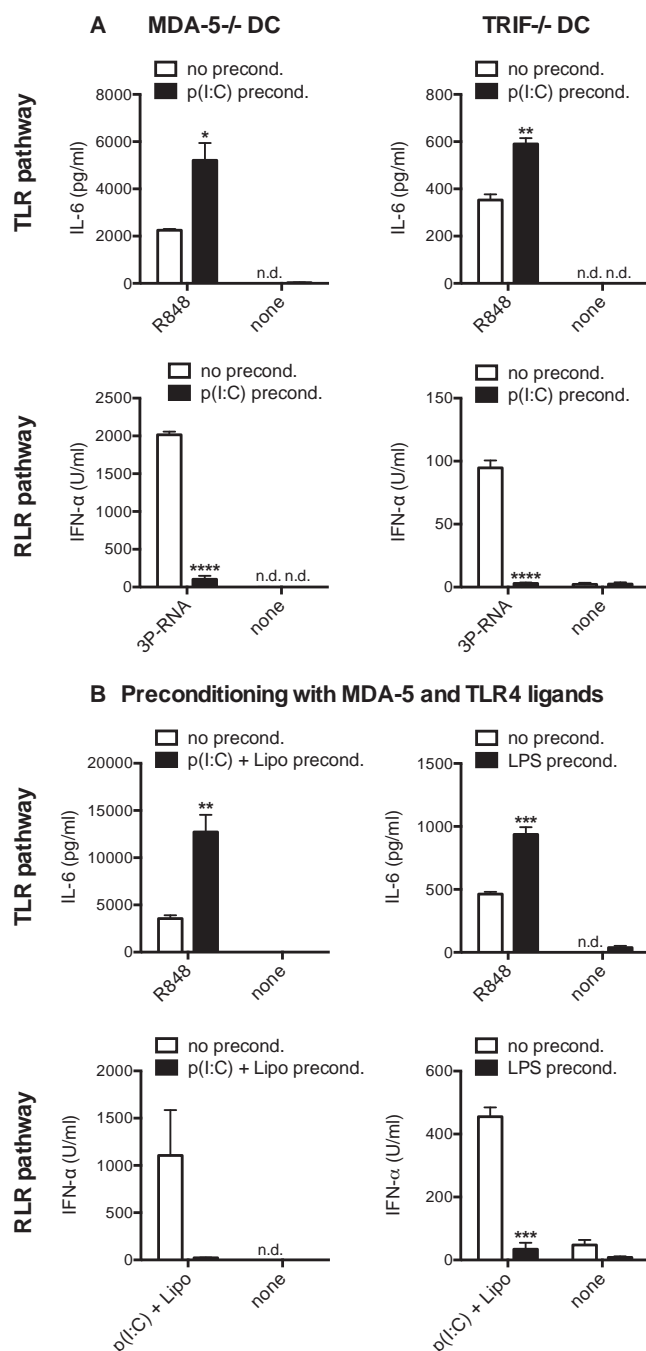 A MDA-5-/- DC TRIF-/- DC
TLR pathway
no precond.
p(I:C) precond.
IL-6 (pg/ml)
8000
6000
4000
2000
0
*
n.d.
R848
none
no precond.
p(I:C) precond.
IL-6 (pg/ml)
800
600
400
200
0
**
n.d. n.d.
R848
none
RLR pathway
no precond.
p(I:C) precond.
IFN-α (U/ml)
2500
2000
1500
1000
500
0
****
n.d. n.d.
3P-RNA
none
no precond.
p(I:C) precond.
IFN-α (U/ml)
150
100
50
0
****
3P-RNA
none
B Preconditioning with MDA-5 and TLR4 ligands
TLR pathway
no precond.
p(I:C) + Lipo precond.
IL-6 (pg/ml)
20000
15000
10000
5000
0
**
R848
none
no precond.
LPS precond.
IL-6 (pg/ml)
1500
1000
500
0
***
n.d.
R848
none
RLR pathway
no precond.
p(I:C) + Lipo precond.
IFN-α (U/ml)
2000
1500
1000
500
0
n.d.
p(I:C) + Lipo
none
no precond.
LPS precond.
IFN-α (U/ml)
600
400
200
0
***
p(I:C) + Lipo
none